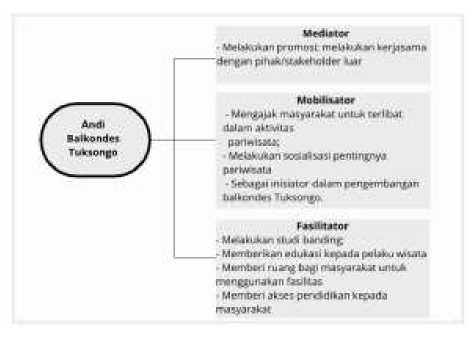 Andi
Balkondes
Tuksongo
Mediator
- Melakukan promosi: melakukan kerjasama
dengan pihak/stakeholder luar
Mobilisator
- Mengajak masyarakat untuk terlibat
dalam aktivitas
pariwisata;
- Melakukan sosialisasi pentingnya
pariwisata
- Sebagai inisiator dalam pengembangan
balkondes Tuksongo.
Fasilitator
- Melakukan studi banding;
- Memberikan edukasi kepada pelaku wisata
- Memberi ruang bagi masyarakat untuk
menggunakan fasilitas
- Memberi akses pendidikan kepada
masyarakat